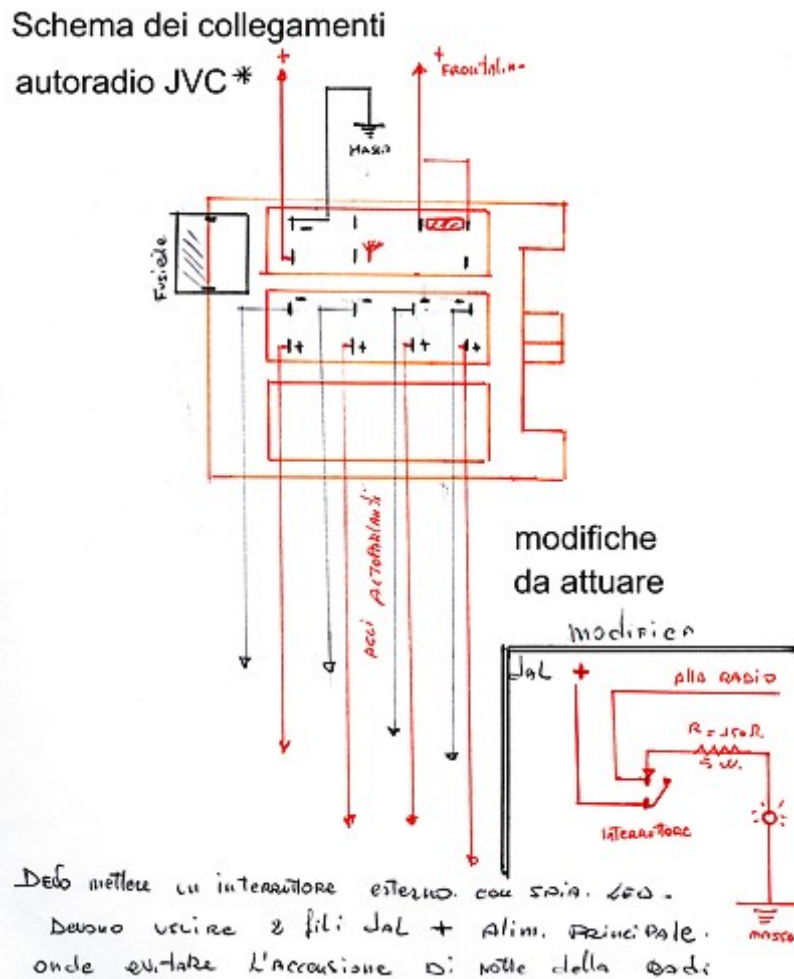 Schema dei collegamenti
autoradio JVC*
+
+ FRONTALINO
MASSA
Fusibile
-
- - - -
+ + + +
AGLI ALTOPARLANTI
modifiche
da attuare
modifica
DAL +
alla RADIO
R = 150 Ω
5 W.
INTERRUTTORE
MASSA
Devo mettere un interruttore esterno. con SPIA. LED.
Devono uscire 2 fili DAL + Alim. PRINCIPALE.
onde evitare L'Accensione Di notte della